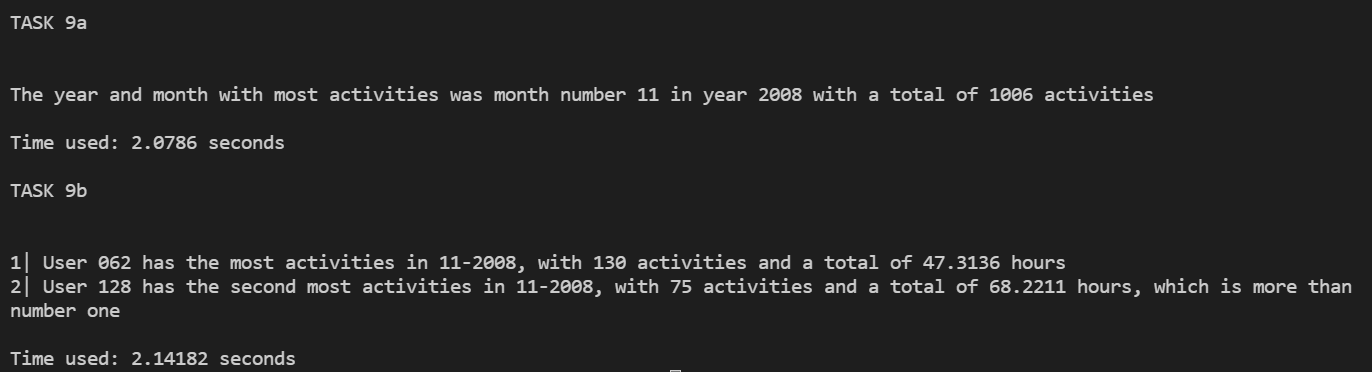 TASK 9a
The year and month with most activities was month number 11 in year 2008 with a total of 1006 activities
Time used: 2.0786 seconds
TASK 9b
1| User 062 has the most activities in 11-2008, with 130 activities and a total of 47.3136 hours
2| User 128 has the second most activities in 11-2008, with 75 activities and a total of 68.2211 hours, which is more than
number one
Time used: 2.14182 seconds